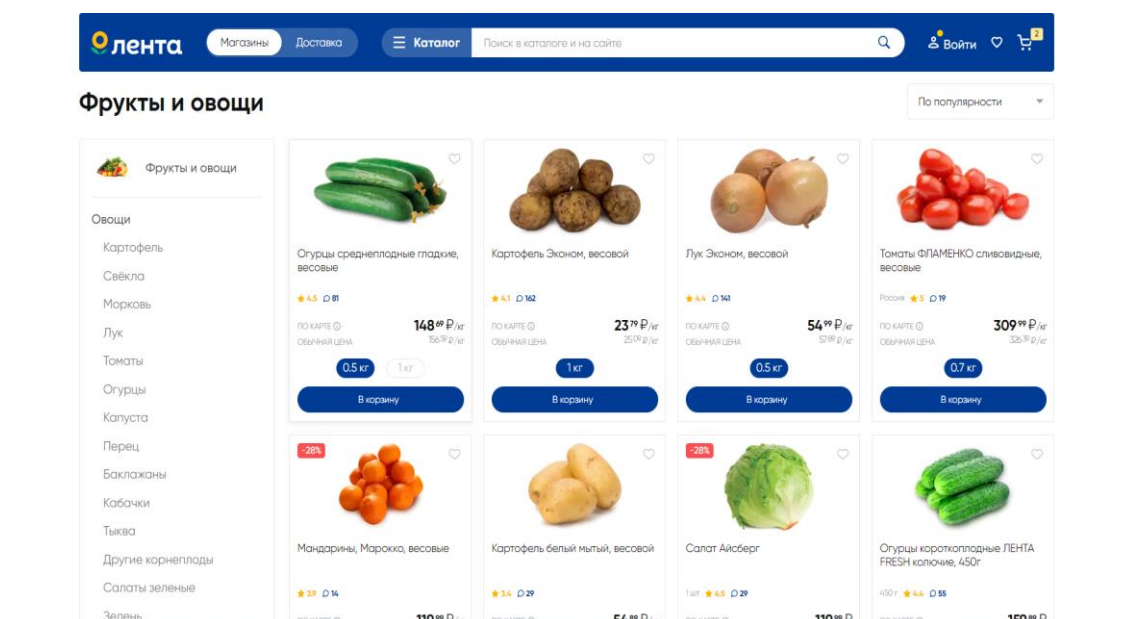 лента
Магазины
Доставка
Каталог
Поиск в каталоге и на сайте
Войти
2
Фрукты и овощи
По популярности
Фрукты и овощи
Овощи
Картофель
Свёкла
Морковь
Лук
Томаты
Огурцы
Капуста
Перец
Баклажаны
Кабачки
Тыква
Другие корнеплоды
Салаты зеленые
Зелень
Огурцы среднеплодные гладкие,
весовые
4.5 81
ПО КАРТЕ 148 69 ₽/кг
ОБЫЧНАЯ ЦЕНА 156 59 ₽/кг
0.5 кг 1 кг
В корзину
Картофель Эконом, весовой
4.1 162
ПО КАРТЕ 23 79 ₽/кг
ОБЫЧНАЯ ЦЕНА 25 09 ₽/кг
1 кг
В корзину
Лук Эконом, весовой
4.4 141
ПО КАРТЕ 54 99 ₽/кг
ОБЫЧНАЯ ЦЕНА 57 89 ₽/кг
0.5 кг
В корзину
Томаты ФЛАМЕНКО сливовидные,
весовые
Россия 5 19
ПО КАРТЕ 309 99 ₽/кг
ОБЫЧНАЯ ЦЕНА 326 39 ₽/кг
0.7 кг
В корзину
-28%
Мандарины, Марокко, весовые
3.9 14
Картофель белый мытый, весовой
3.4 29
-28%
Салат Айсберг
1 шт 4.5 29
Огурцы короткоплодные ЛЕНТА
FRESH колючие, 450г
450 г 4.4 55